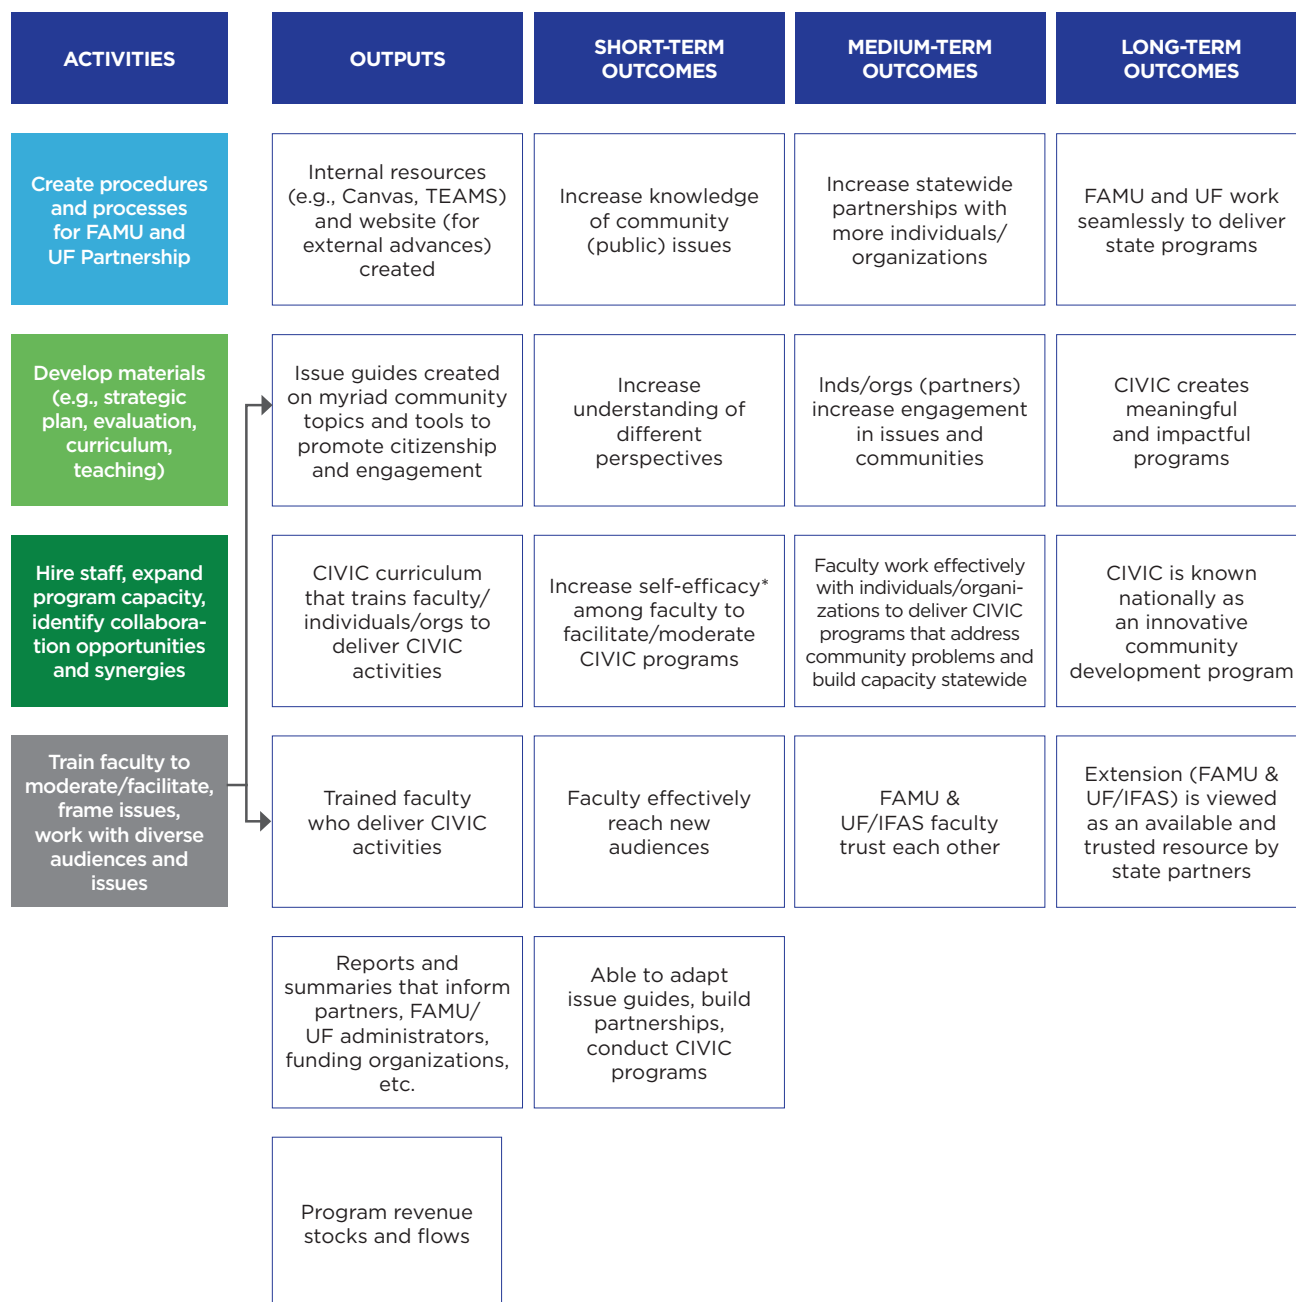 ACTIVITIES
OUTPUTS
SHORT-TERM
OUTCOMES
MEDIUM-TERM
OUTCOMES
LONG-TERM
OUTCOMES
Create procedures
and processes
for FAMU and
UF Partnership
Internal resources
(e.g., Canvas, TEAMS)
and website (for
external advances)
created
Increase knowledge
of community
(public) issues
Increase statewide
partnerships with
more individuals/
organizations
FAMU and UF work
seamlessly to deliver
state programs
Develop materials
(e.g., strategic
plan, evaluation,
curriculum,
teaching)
Issue guides created
on myriad community
topics and tools to
promote citizenship
and engagement
Increase
understanding of
different
perspectives
Inds/orgs (partners)
increase engagement
in issues and
communities
CIVIC creates
meaningful
and impactful
programs
Hire staff, expand
program capacity,
identify collabora-
tion opportunities
and synergies
CIVIC curriculum
that trains faculty/
individuals/orgs to
deliver CIVIC
activities
Increase self-efficacy*
among faculty to
facilitate/moderate
CIVIC programs
Faculty work effectively
with individuals/organi-
zations to deliver CIVIC
programs that address
community problems and
build capacity statewide
CIVIC is known
nationally as
an innovative
community
development program
Train faculty to
moderate/facilitate,
frame issues,
work with diverse
audiences and
issues
Trained faculty
who deliver CIVIC
activities
Faculty effectively
reach new
audiences
FAMU &
UF/IFAS faculty
trust each other
Extension (FAMU &
UF/IFAS) is viewed
as an available and
trusted resource by
state partners
Reports and
summaries that inform
partners, FAMU/
UF administrators,
funding organizations,
etc.
Able to adapt
issue guides, build
partnerships,
conduct CIVIC
programs
Program revenue
stocks and flows